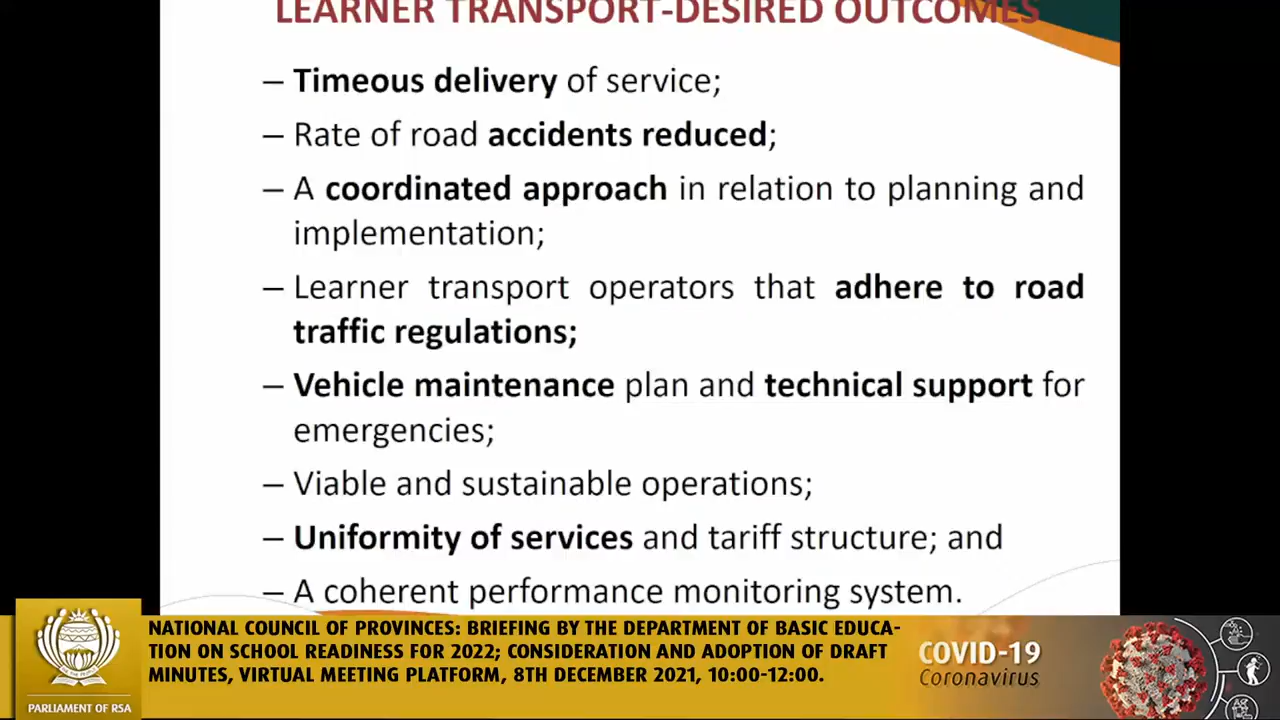 LEARNER TRANSPORT-DESIRED OUTCOMES
– Timeous delivery of service;
– Rate of road accidents reduced;
– A coordinated approach in relation to planning and
implementation;
– Learner transport operators that adhere to road
traffic regulations;
– Vehicle maintenance plan and technical support for
emergencies;
– Viable and sustainable operations;
– Uniformity of services and tariff structure; and
– A coherent performance monitoring system.
NATIONAL COUNCIL OF PROVINCES: BRIEFING BY THE DEPARTMENT OF BASIC EDUCA-
TION ON SCHOOL READINESS FOR 2022; CONSIDERATION AND ADOPTION OF DRAFT
MINUTES, VIRTUAL MEETING PLATFORM, 8TH DECEMBER 2021, 10:00-12:00.
PARLIAMENT OF RSA
COVID-19
Coronavirus